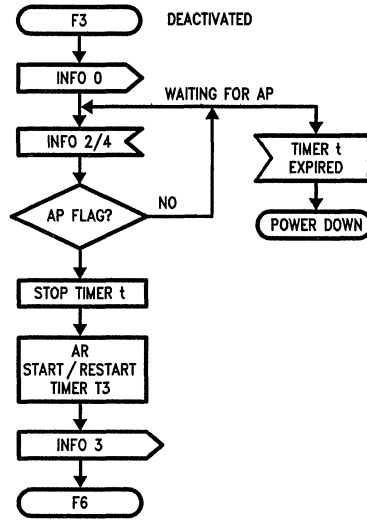 F3 DEACTIVATED
INFO 0
WAITING FOR AP
INFO 2/4
TIMER t
EXPIRED
AP FLAG?
NO
POWER DOWN
STOP TIMER t
AR
START/RESTART
TIMER T3
INFO 3
F6